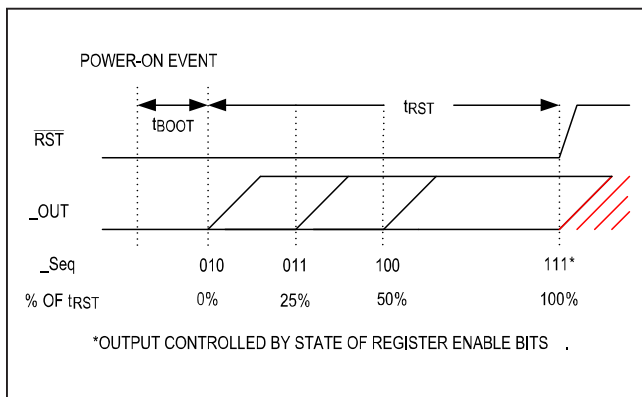 POWER-ON EVENT
tBOOT
tRST
RST
_OUT
_Seq 010 011 100 111*
% OF tRST 0% 25% 50% 100%
*OUTPUT CONTROLLED BY STATE OF REGISTER ENABLE BITS .